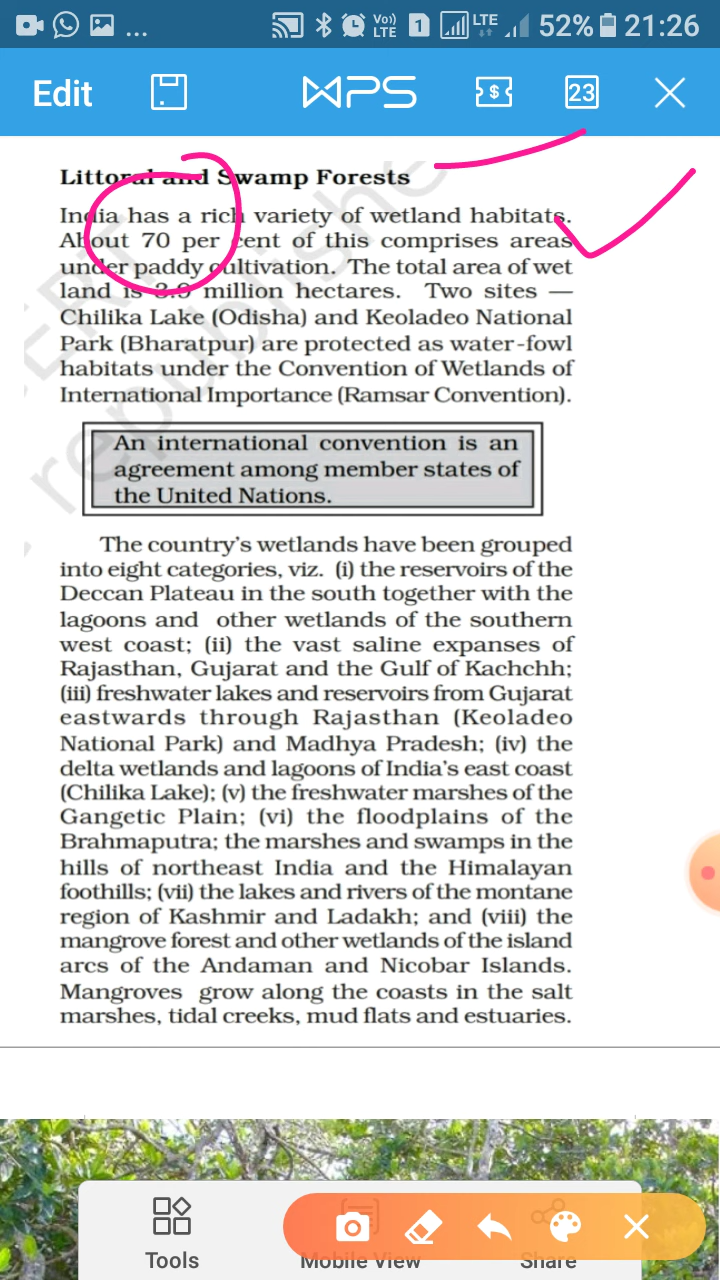 ... Vo)) LTE 1 LTE 52% 21:26
Edit WPS $ 23
Littoral and Swamp Forests
India has a rich variety of wetland habitats.
About 70 per cent of this comprises areas
under paddy cultivation. The total area of wet
land is 3.9 million hectares. Two sites —
Chilika Lake (Odisha) and Keoladeo National
Park (Bharatpur) are protected as water-fowl
habitats under the Convention of Wetlands of
International Importance (Ramsar Convention).
An international convention is an
agreement among member states of
the United Nations.
The country's wetlands have been grouped
into eight categories, viz. (i) the reservoirs of the
Deccan Plateau in the south together with the
lagoons and other wetlands of the southern
west coast; (ii) the vast saline expanses of
Rajasthan, Gujarat and the Gulf of Kachchh;
(iii) freshwater lakes and reservoirs from Gujarat
eastwards through Rajasthan (Keoladeo
National Park) and Madhya Pradesh; (iv) the
delta wetlands and lagoons of India's east coast
(Chilika Lake); (v) the freshwater marshes of the
Gangetic Plain; (vi) the floodplains of the
Brahmaputra; the marshes and swamps in the
hills of northeast India and the Himalayan
foothills; (vii) the lakes and rivers of the montane
region of Kashmir and Ladakh; and (viii) the
mangrove forest and other wetlands of the island
arcs of the Andaman and Nicobar Islands.
Mangroves grow along the coasts in the salt
marshes, tidal creeks, mud flats and estuaries.
Tools Mobile View Share